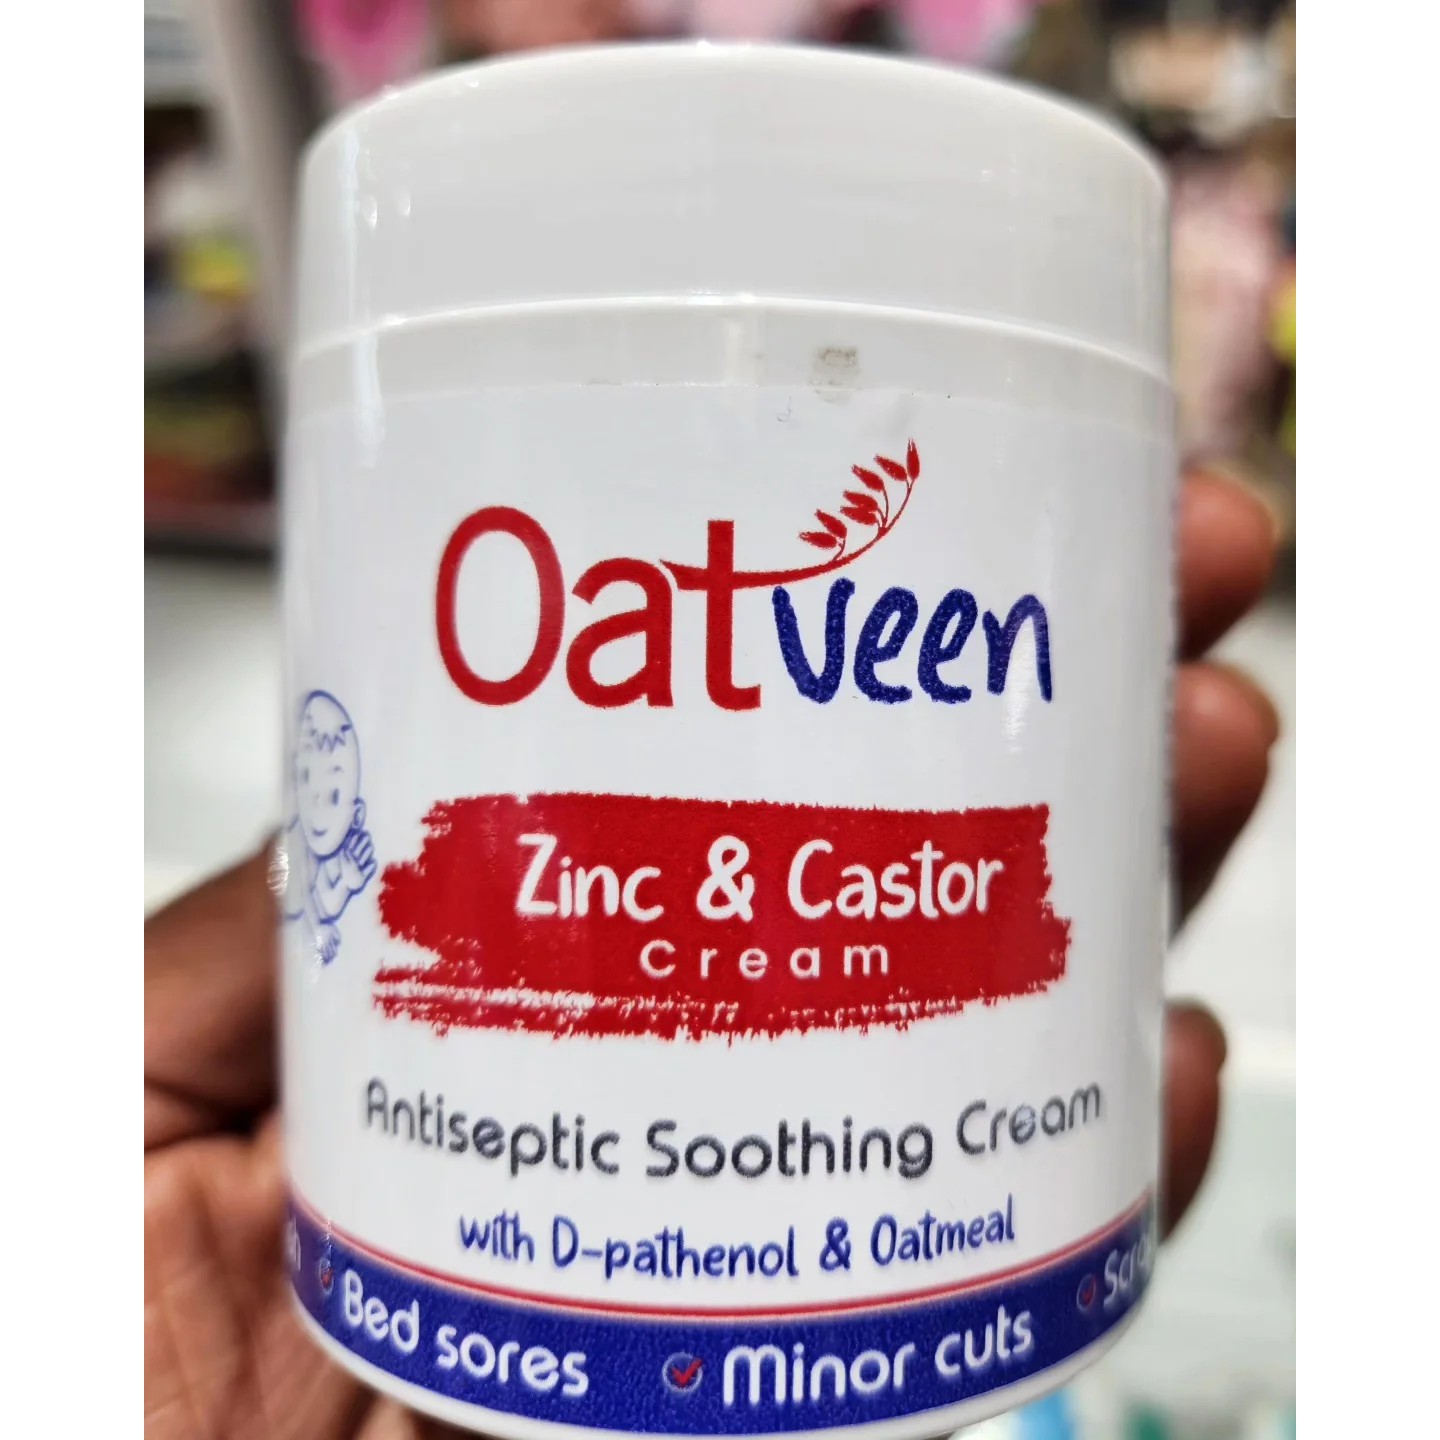 Oatveen
Zinc & Castor
Cream
Antiseptic Soothing Cream
with D-pathenol & Oatmeal
Bed sores
Minor cuts